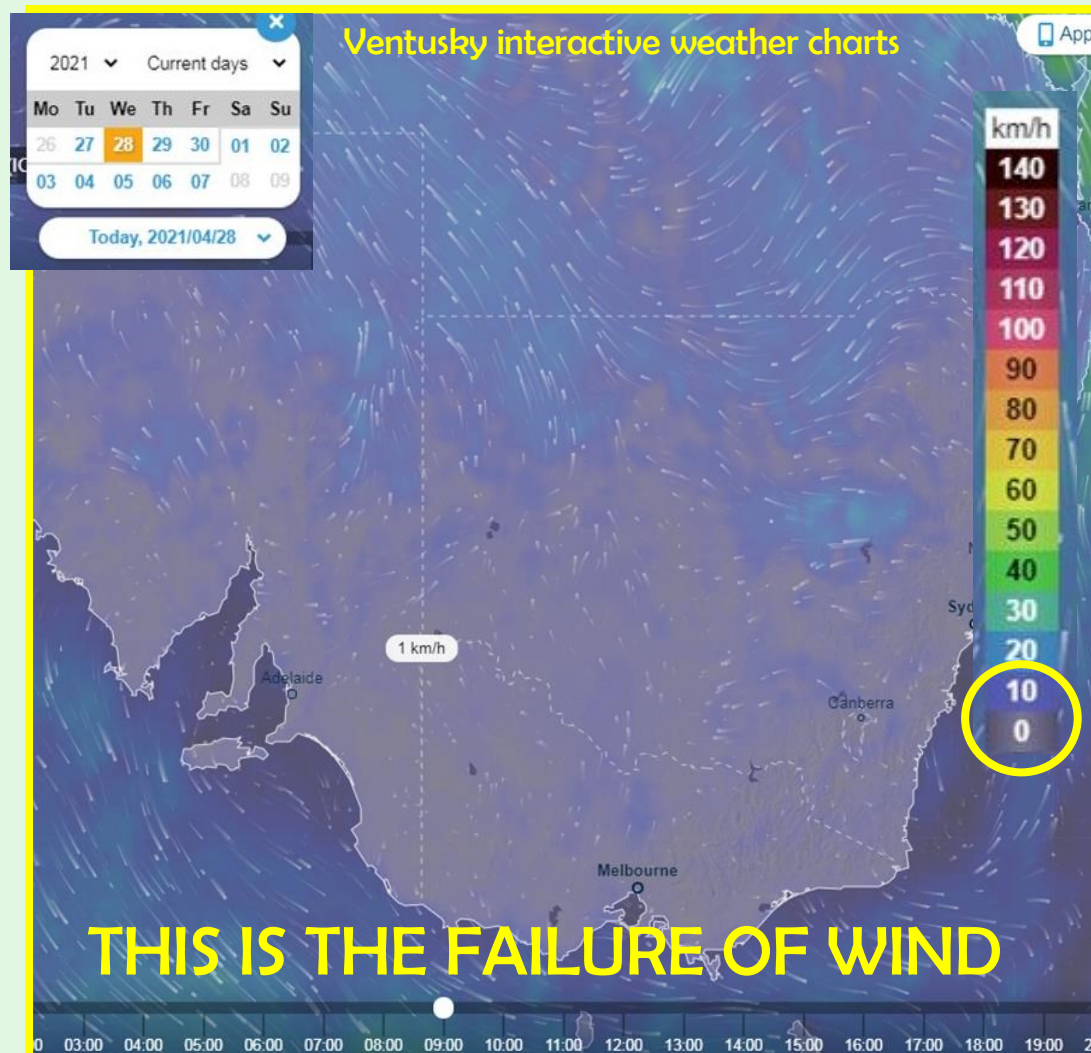 Ventusky interactive weather charts
App
2021 Current days
Mo Tu We Th Fr Sa Su
26 27 28 29 30 01 02
03 04 05 06 07 08 09
Today, 2021/04/28
km/h
140
130
120
110
100
90
80
70
60
50
40
30
20
10
0
Syd
1 km/h
Adelaide
Canberra
Melbourne
THIS IS THE FAILURE OF WIND
0 03:00 04:00 05:00 06:00 07:00 08:00 09:00 10:00 11:00 12:00 13:00 14:00 15:00 16:00 17:00 18:00 19:00